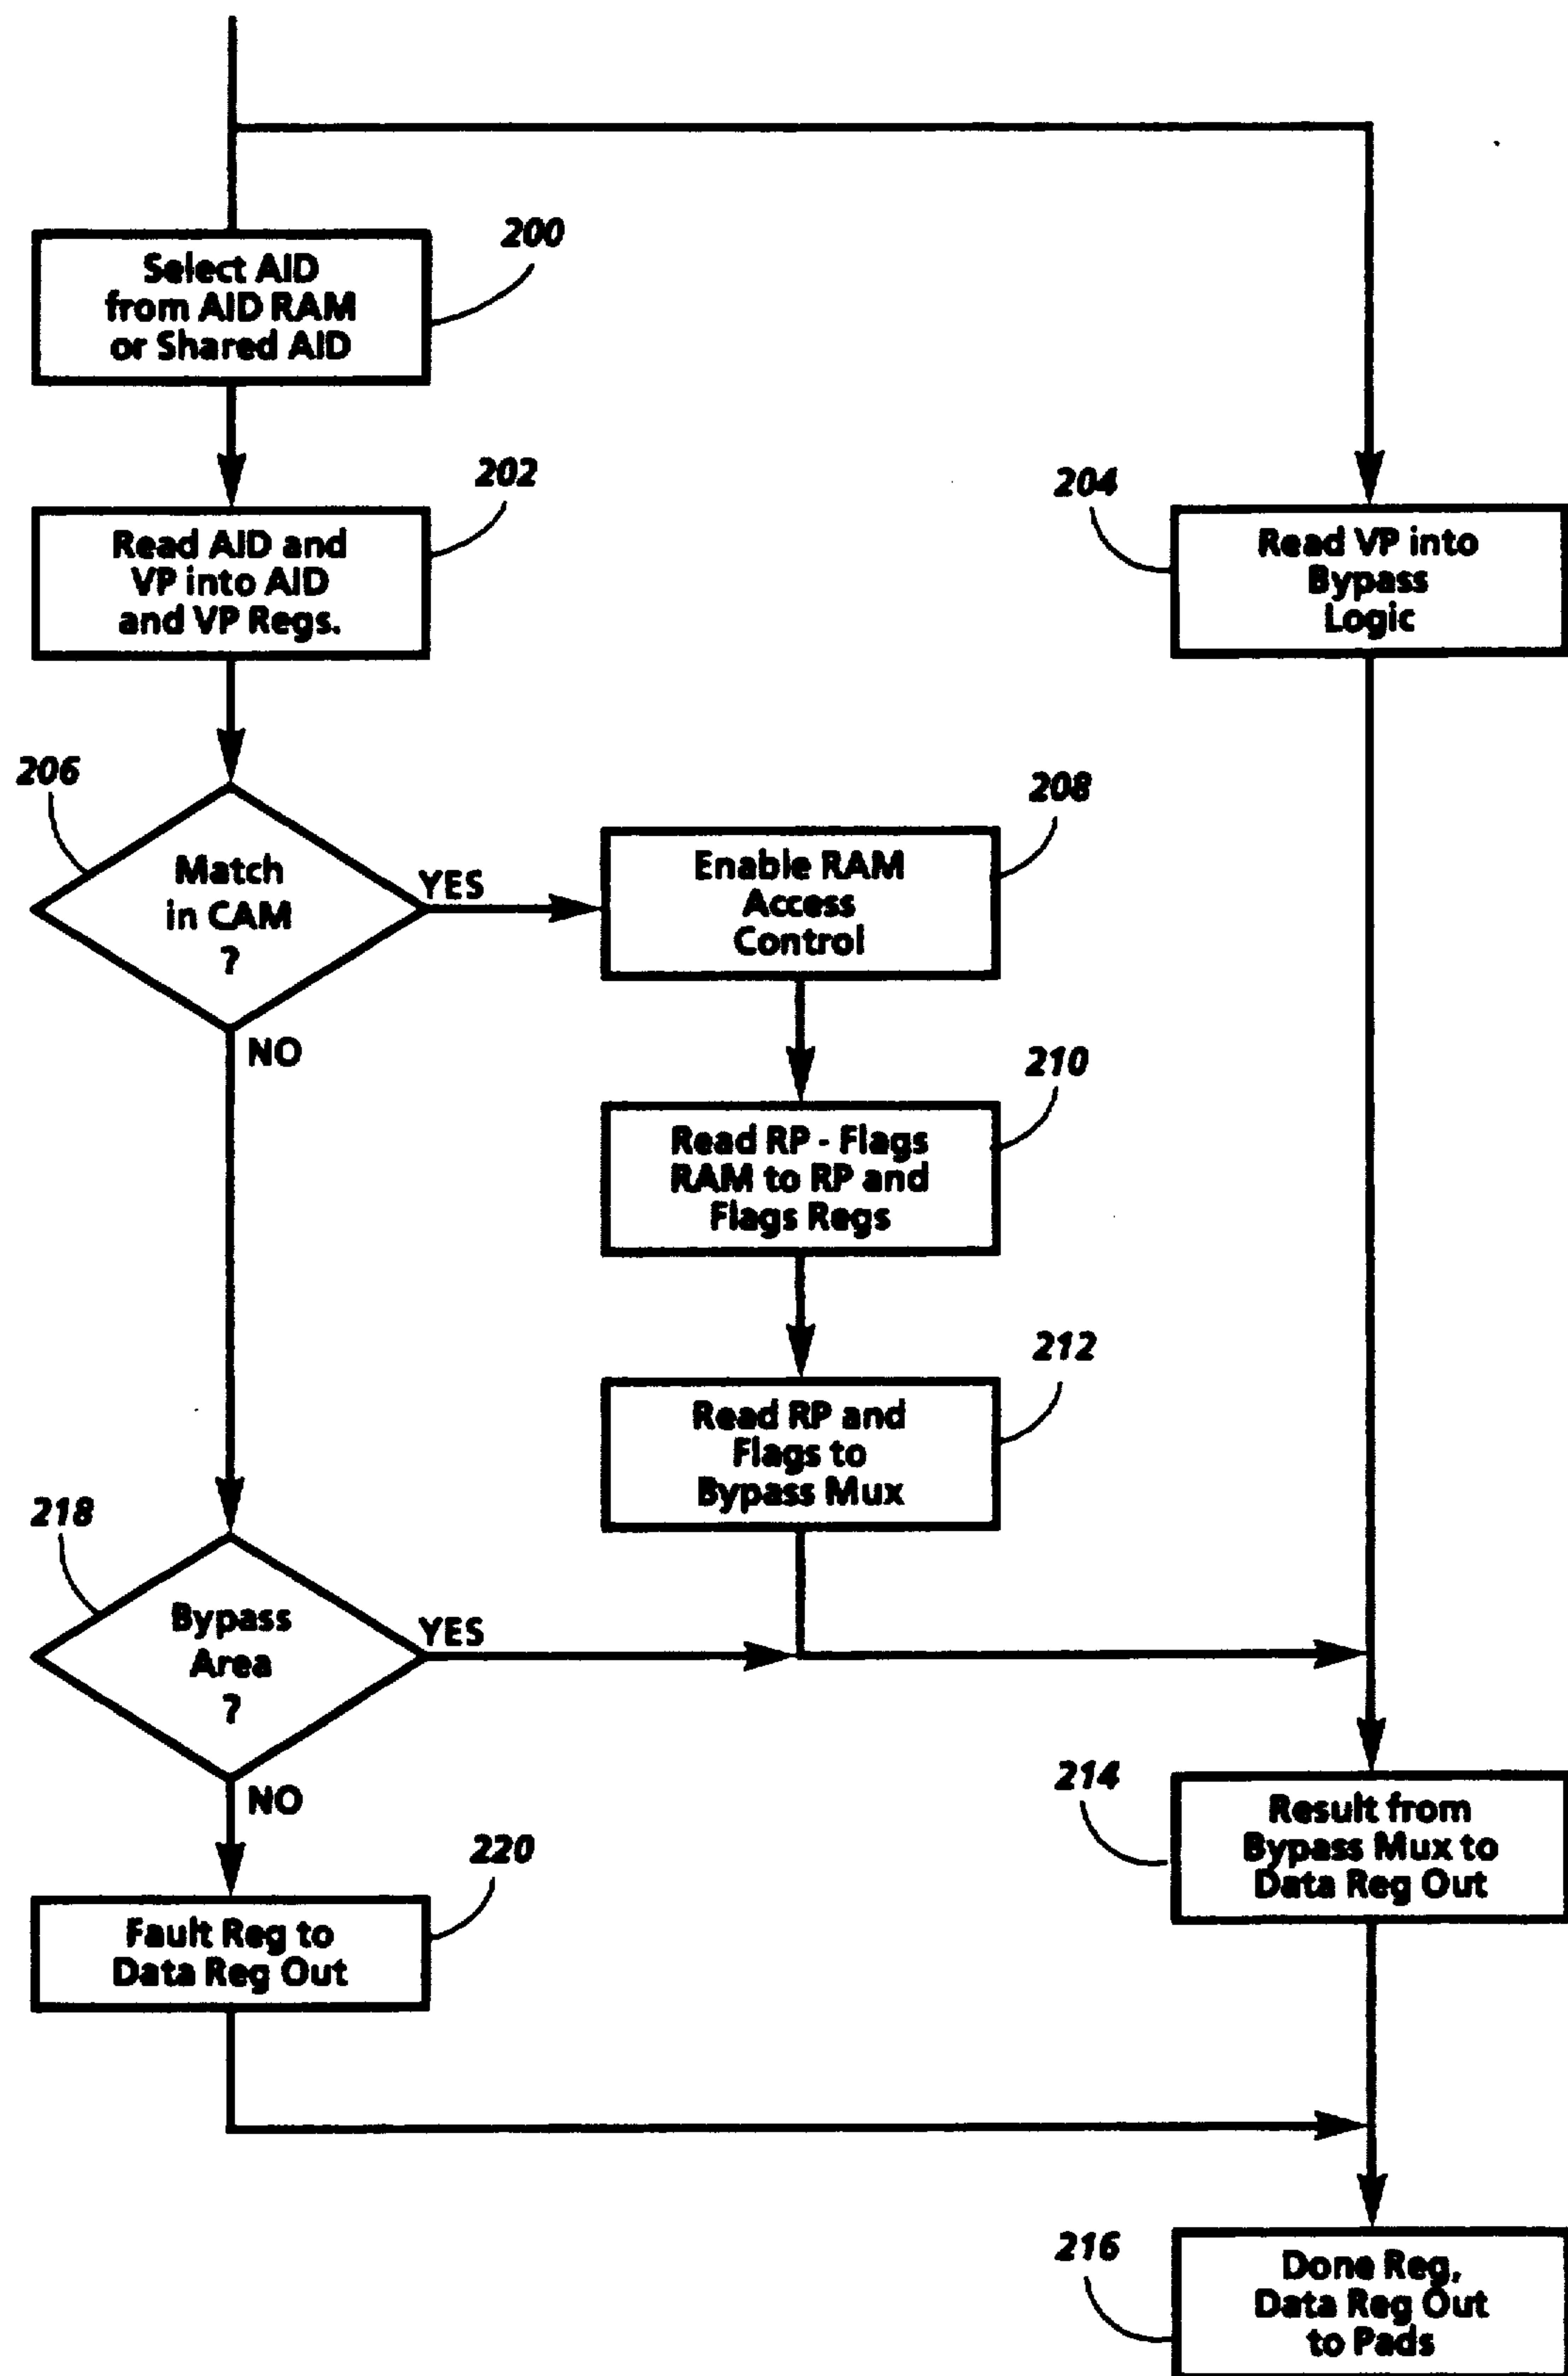 200
Select AID
from AID RAM
or Shared AID
202
Read AID and
VP into AID
and VP Regs.
204
Read VP into
Bypass
Logic
206
Match
in CAM
?
YES
NO
208
Enable RAM
Access
Control
210
Read RP - Flags
RAM to RP and
Flags Regs
212
Read RP and
Flags to
Bypass Mux
218
Bypass
Area
?
YES
NO
214
Result from
Bypass Mux to
Data Reg Out
220
Fault Reg to
Data Reg Out
216
Done Reg,
Data Reg Out
to Pads